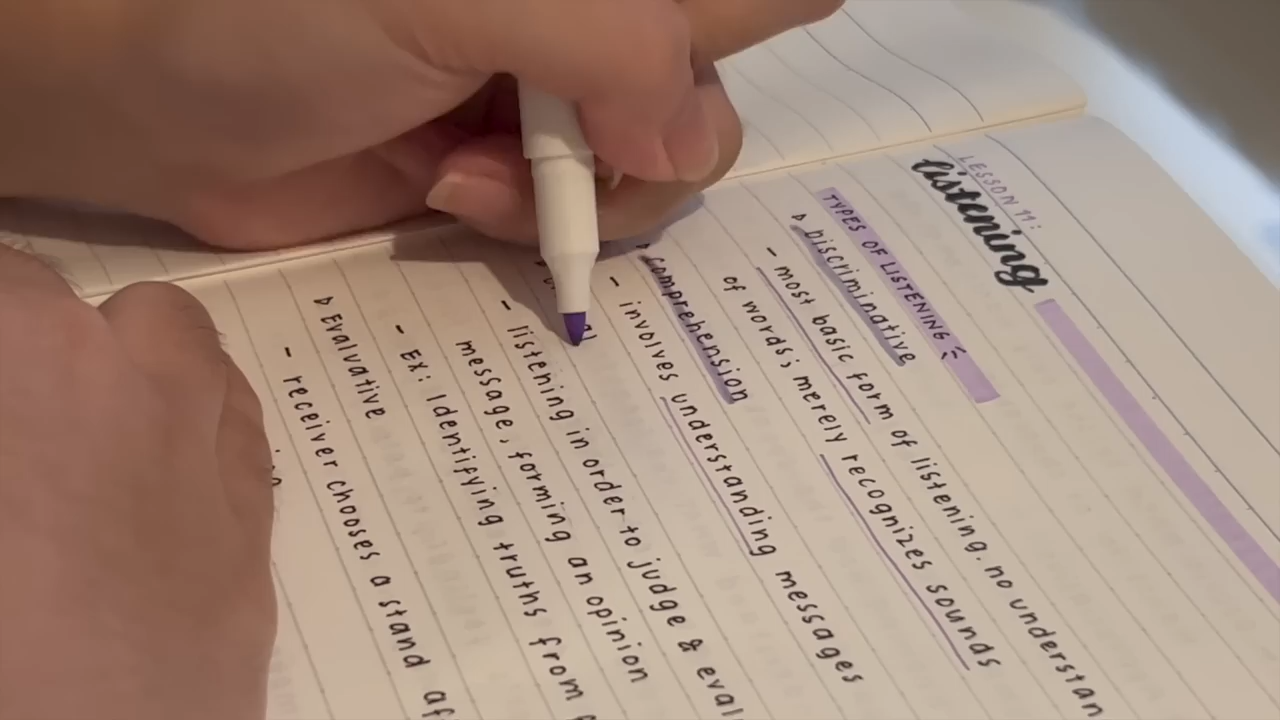 LESSON 11:
listening
TYPES OF LISTENING:
Discriminative
- most basic form of listening. no understan
of words; merely recognizes sounds
Comprehension
- involves understanding messages
- listening in order to judge & eval
message, forming an opinion
- Ex: Identifying truths from
Evaluative
- receiver chooses a stand af